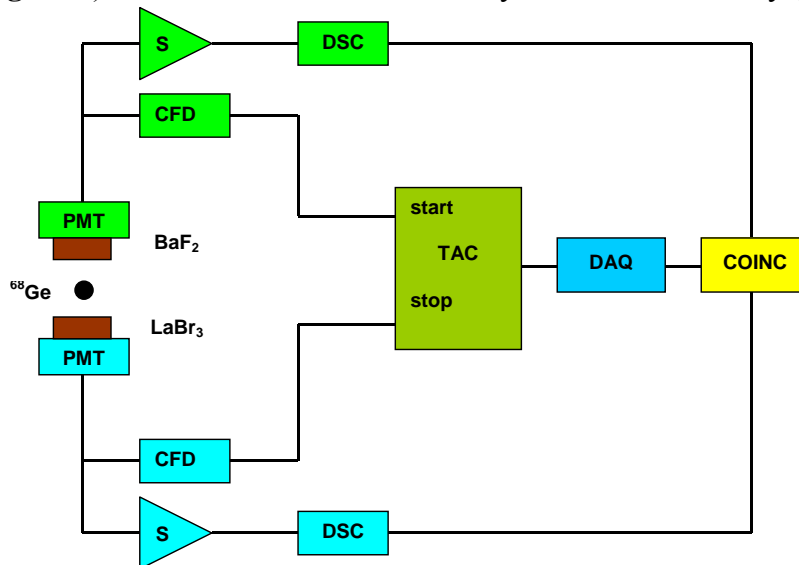 S
DSC
CFD
PMT
BaF₂
start
TAC
DAQ
COINC
⁶⁸Ge
stop
LaBr₃
PMT
CFD
S
DSC